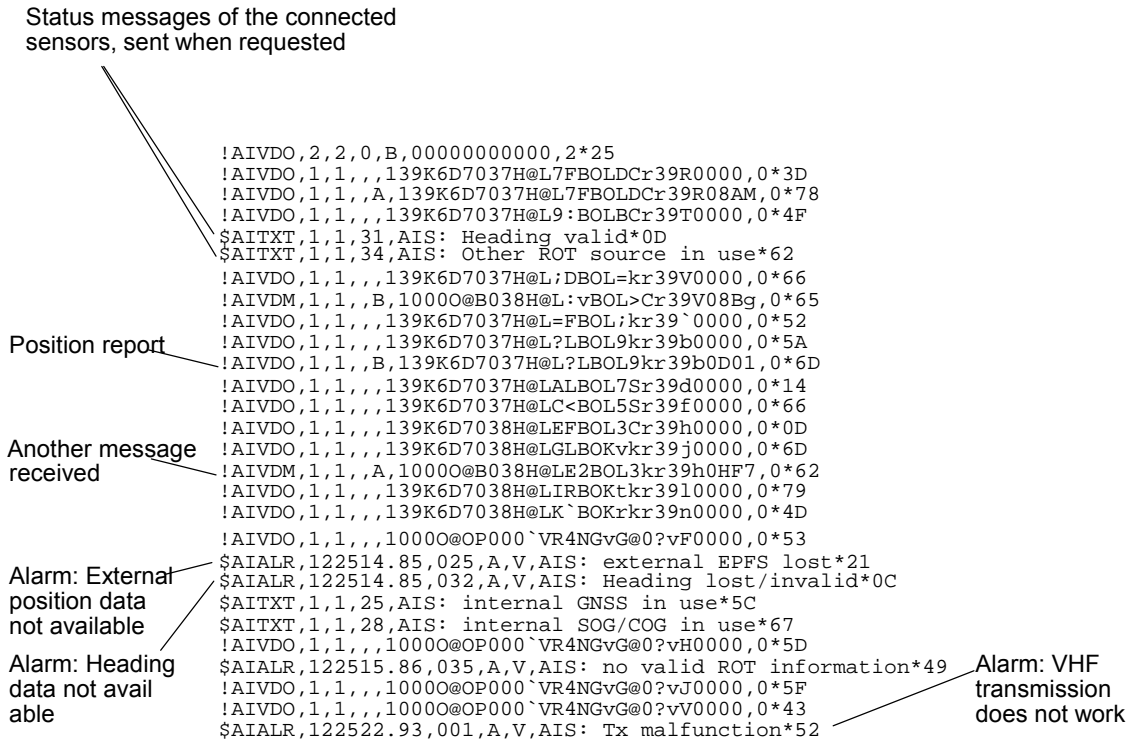 Status messages of the connected
sensors, sent when requested
!AIVDO,2,2,0,B,00000000000,2*25
!AIVDO,1,1,,,139K6D7037H@L7FBOLDCr39R0000,0*3D
!AIVDO,1,1,,A,139K6D7037H@L7FBOLDCr39R08AM,0*78
!AIVDO,1,1,,,139K6D7037H@L9:BOLBCr39T0000,0*4F
$AITXT,1,1,31,AIS: Heading valid*0D
$AITXT,1,1,34,AIS: Other ROT source in use*62
!AIVDO,1,1,,,139K6D7037H@L;DBOL=kr39V0000,0*66
!AIVDM,1,1,,B,1000O@B038H@L:vBOL>Cr39V08Bg,0*65
!AIVDO,1,1,,,139K6D7037H@L=FBOL;kr39`0000,0*52
!AIVDO,1,1,,,139K6D7037H@L?LBOL9kr39b0000,0*5A
Position report
!AIVDO,1,1,,B,139K6D7037H@L?LBOL9kr39b0D01,0*6D
!AIVDO,1,1,,,139K6D7037H@LALBOL7Sr39d0000,0*14
!AIVDO,1,1,,,139K6D7037H@LC<BOL5Sr39f0000,0*66
!AIVDO,1,1,,,139K6D7038H@LEFBOL3Cr39h0000,0*0D
!AIVDO,1,1,,,139K6D7038H@LGLBOKvkr39j0000,0*6D
Another message
received
!AIVDM,1,1,,A,1000O@B038H@LE2BOL3kr39h0HF7,0*62
!AIVDO,1,1,,,139K6D7038H@LIRBOKtkr39l0000,0*79
!AIVDO,1,1,,,139K6D7038H@LK`BOKrkr39n0000,0*4D
!AIVDO,1,1,,,1000O@OP000`VR4NGvG@0?vF0000,0*53
$AIALR,122514.85,025,A,V,AIS: external EPFS lost*21
$AIALR,122514.85,032,A,V,AIS: Heading lost/invalid*0C
Alarm: External
position data
not available
$AITXT,1,1,25,AIS: internal GNSS in use*5C
$AITXT,1,1,28,AIS: internal SOG/COG in use*67
!AIVDO,1,1,,,1000O@OP000`VR4NGvG@0?vH0000,0*5D
Alarm: Heading
data not avail
able
$AIALR,122515.86,035,A,V,AIS: no valid ROT information*49
!AIVDO,1,1,,,1000O@OP000`VR4NGvG@0?vJ0000,0*5F
!AIVDO,1,1,,,1000O@OP000`VR4NGvG@0?vV0000,0*43
$AIALR,122522.93,001,A,V,AIS: Tx malfunction*52
Alarm: VHF
transmission
does not work